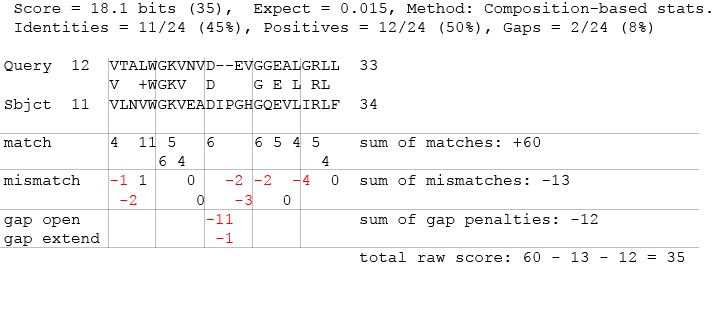 Score = 18.1 bits (35),  Expect = 0.015, Method: Composition-based stats.
Identities = 11/24 (45%), Positives = 12/24 (50%), Gaps = 2/24 (8%)
Query  12  VTALWGKVNVD--EVGGEALGRLL  33
           V  +WGKV  D    G E L RL
Sbjct  11  VLNVWGKVEADIPGHGQEVLIRLF  34
match      4  11 5   6    6 5 4 5   sum of matches: +60
                6 4              4
mismatch   -1 1    0   -2 -2  -4  0  sum of mismatches: -13
            -2      0   -3   0
gap open             -11            sum of gap penalties: -12
gap extend            -1
total raw score: 60 - 13 - 12 = 35